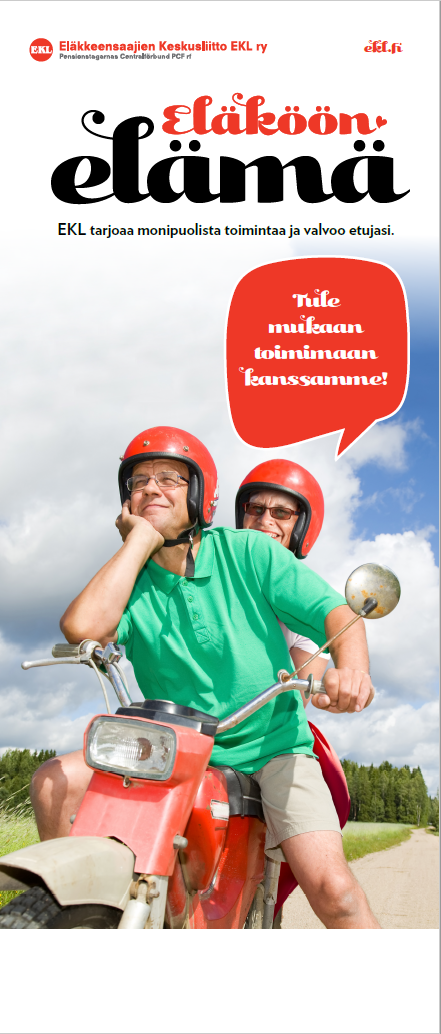 EKL
Eläkkeensaajien Keskusliitto EKL ry
Pensionstagarnas Centralförbund PCF rf
ekl.fi
Eläköön
elämä
EKL tarjoaa monipuolista toimintaa ja valvoo etujasi.
Tule
mukaan
toimimaan
kanssamme!